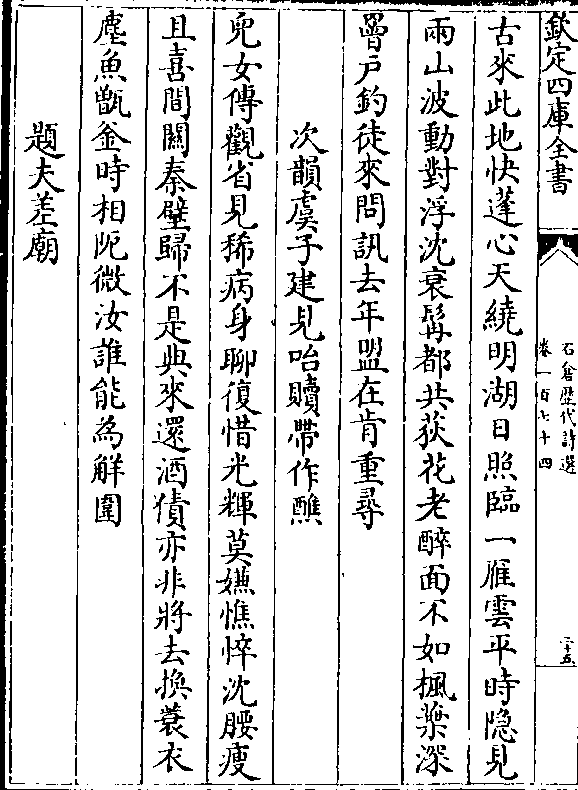 欽定四庫全書
石倉歷代詩選
卷一百七十四
二十五
古來此地快蓬心天繞明湖日照臨一雁雲平時隐見
兩山波動對浮沈衰髩都共荻花老醉面不如楓葉深
罾户釣徒來問訊去年盟在肯重尋
次韻虞子建見咍贖帶作醮
兒女傳觀省見稀病身聊復惜光輝莫嫌憔悴沈腰瘦
且喜間關秦璧歸不是典來還酒債亦非將去換蓑衣
塵魚甑釜時相阨微汝誰能為觧圍
題夫差廟